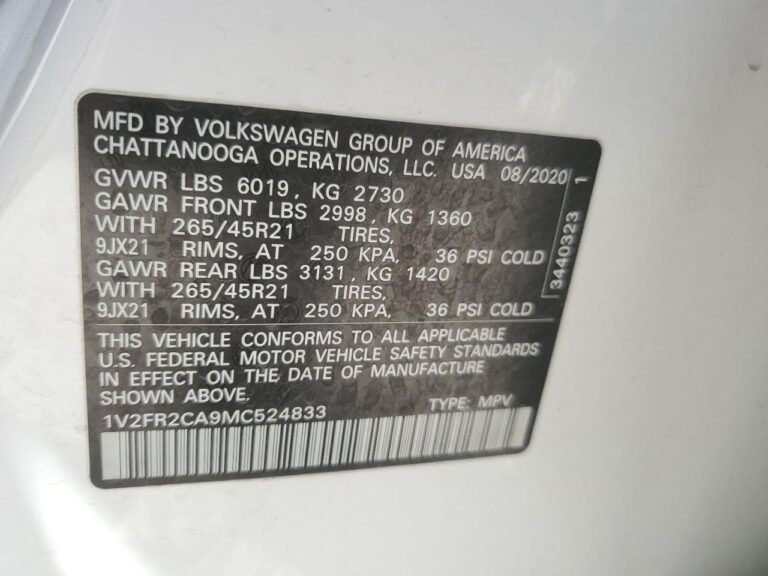 MFD BY VOLKSWAGEN GROUP OF AMERICA
CHATTANOOGA OPERATIONS, LLC. USA 08/2020
GVWR LBS 6019, KG 2730
GAWR FRONT LBS 2998, KG 1360
WITH 265/45R21 TIRES,
9JX21 RIMS, AT 250 KPA, 36 PSI COLD
GAWR REAR LBS 3131, KG 1420
WITH 265/45R21 TIRES,
9JX21 RIMS, AT 250 KPA, 36 PSI COLD
3440323 1
THIS VEHICLE CONFORMS TO ALL APPLICABLE
U.S. FEDERAL MOTOR VEHICLE SAFETY STANDARDS
IN EFFECT ON THE DATE OF MANUFACTURE
SHOWN ABOVE.
1V2FR2CA9MC524833 TYPE: MPV